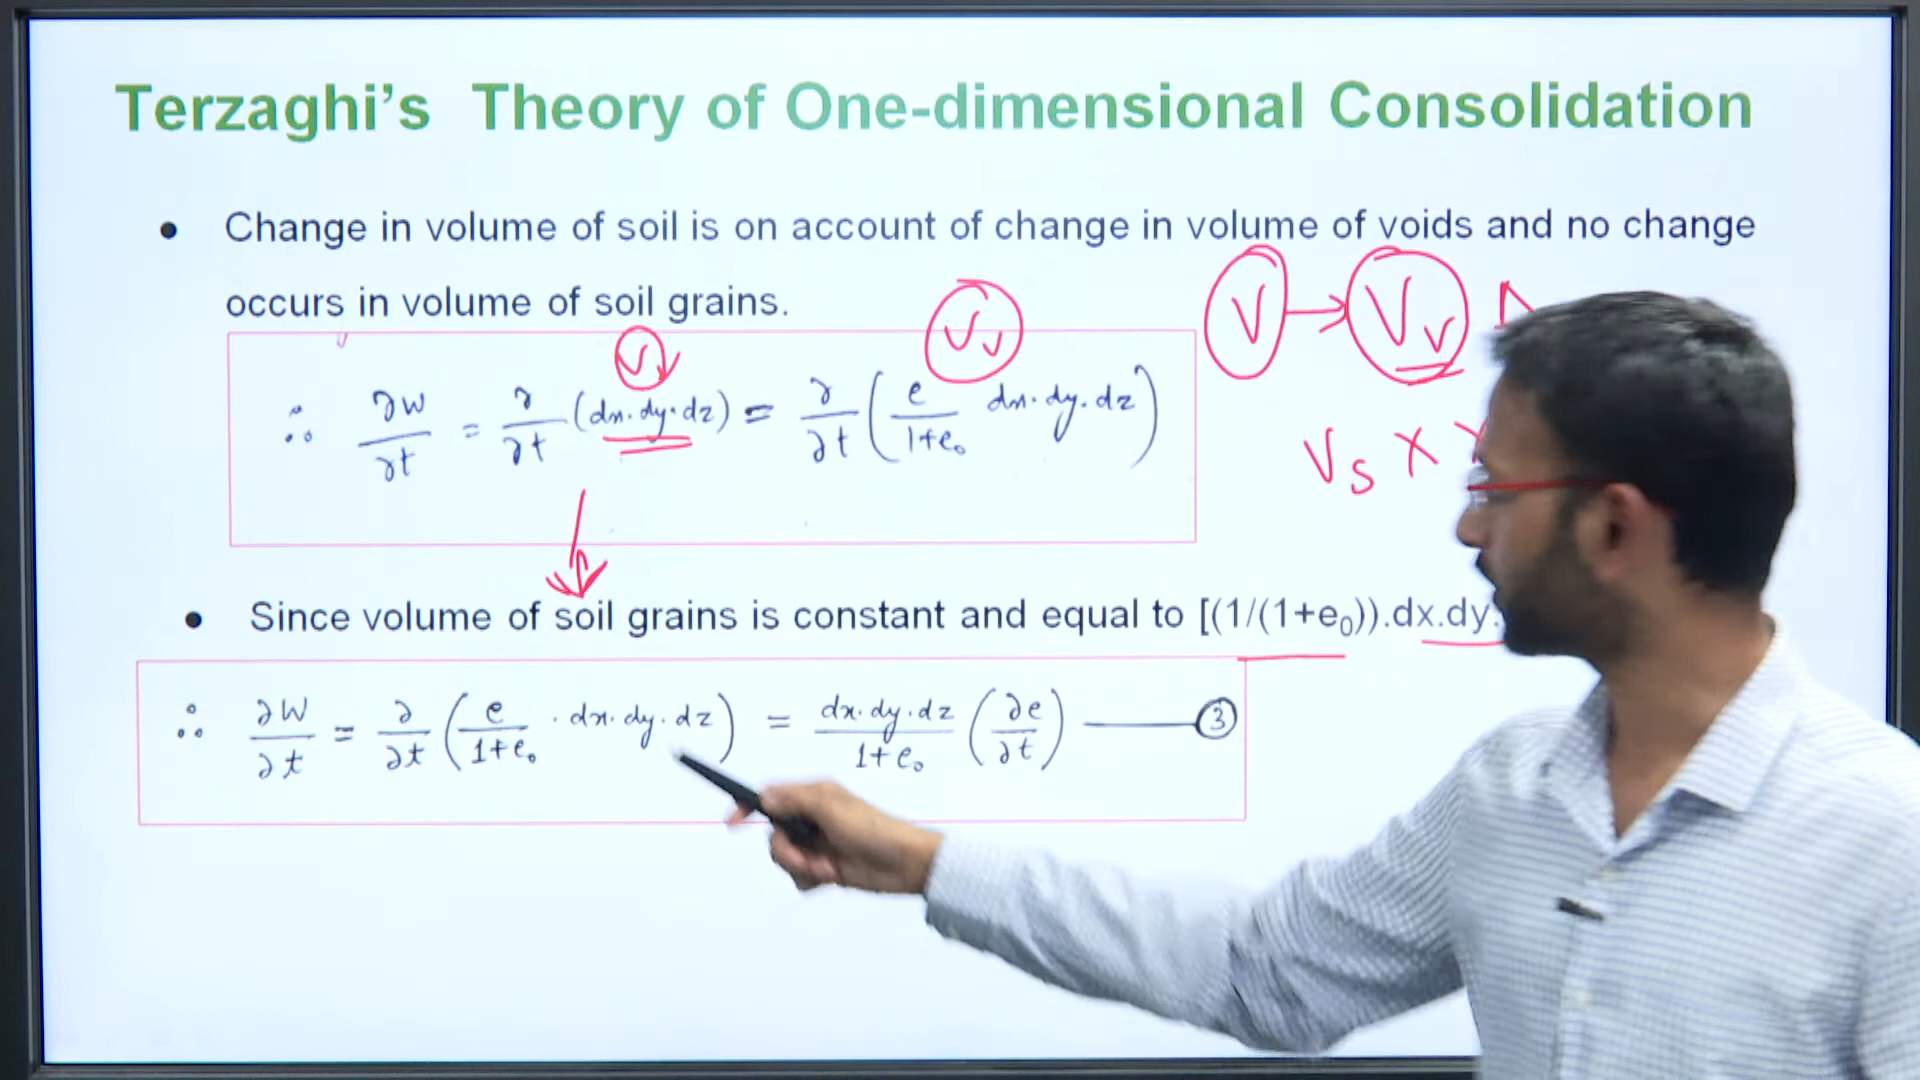 Terzaghi's Theory of One-dimensional Consolidation
• Change in volume of soil is on account of change in volume of voids and no change
occurs in volume of soil grains.
V → Vᵥ
Vᵥ
Vᵥ
∴ ∂w/∂t = ∂/∂t (dx.dy.dz) = ∂/∂t (e/(1+e₀) dx.dy.dz)
Vₛ X X
• Since volume of soil grains is constant and equal to [(1/(1+e₀)).dx.dy.
∴ ∂w/∂t = ∂/∂t (e/(1+e₀) . dx.dy.dz) = dx.dy.dz/(1+e₀) (∂e/∂t) —— ③